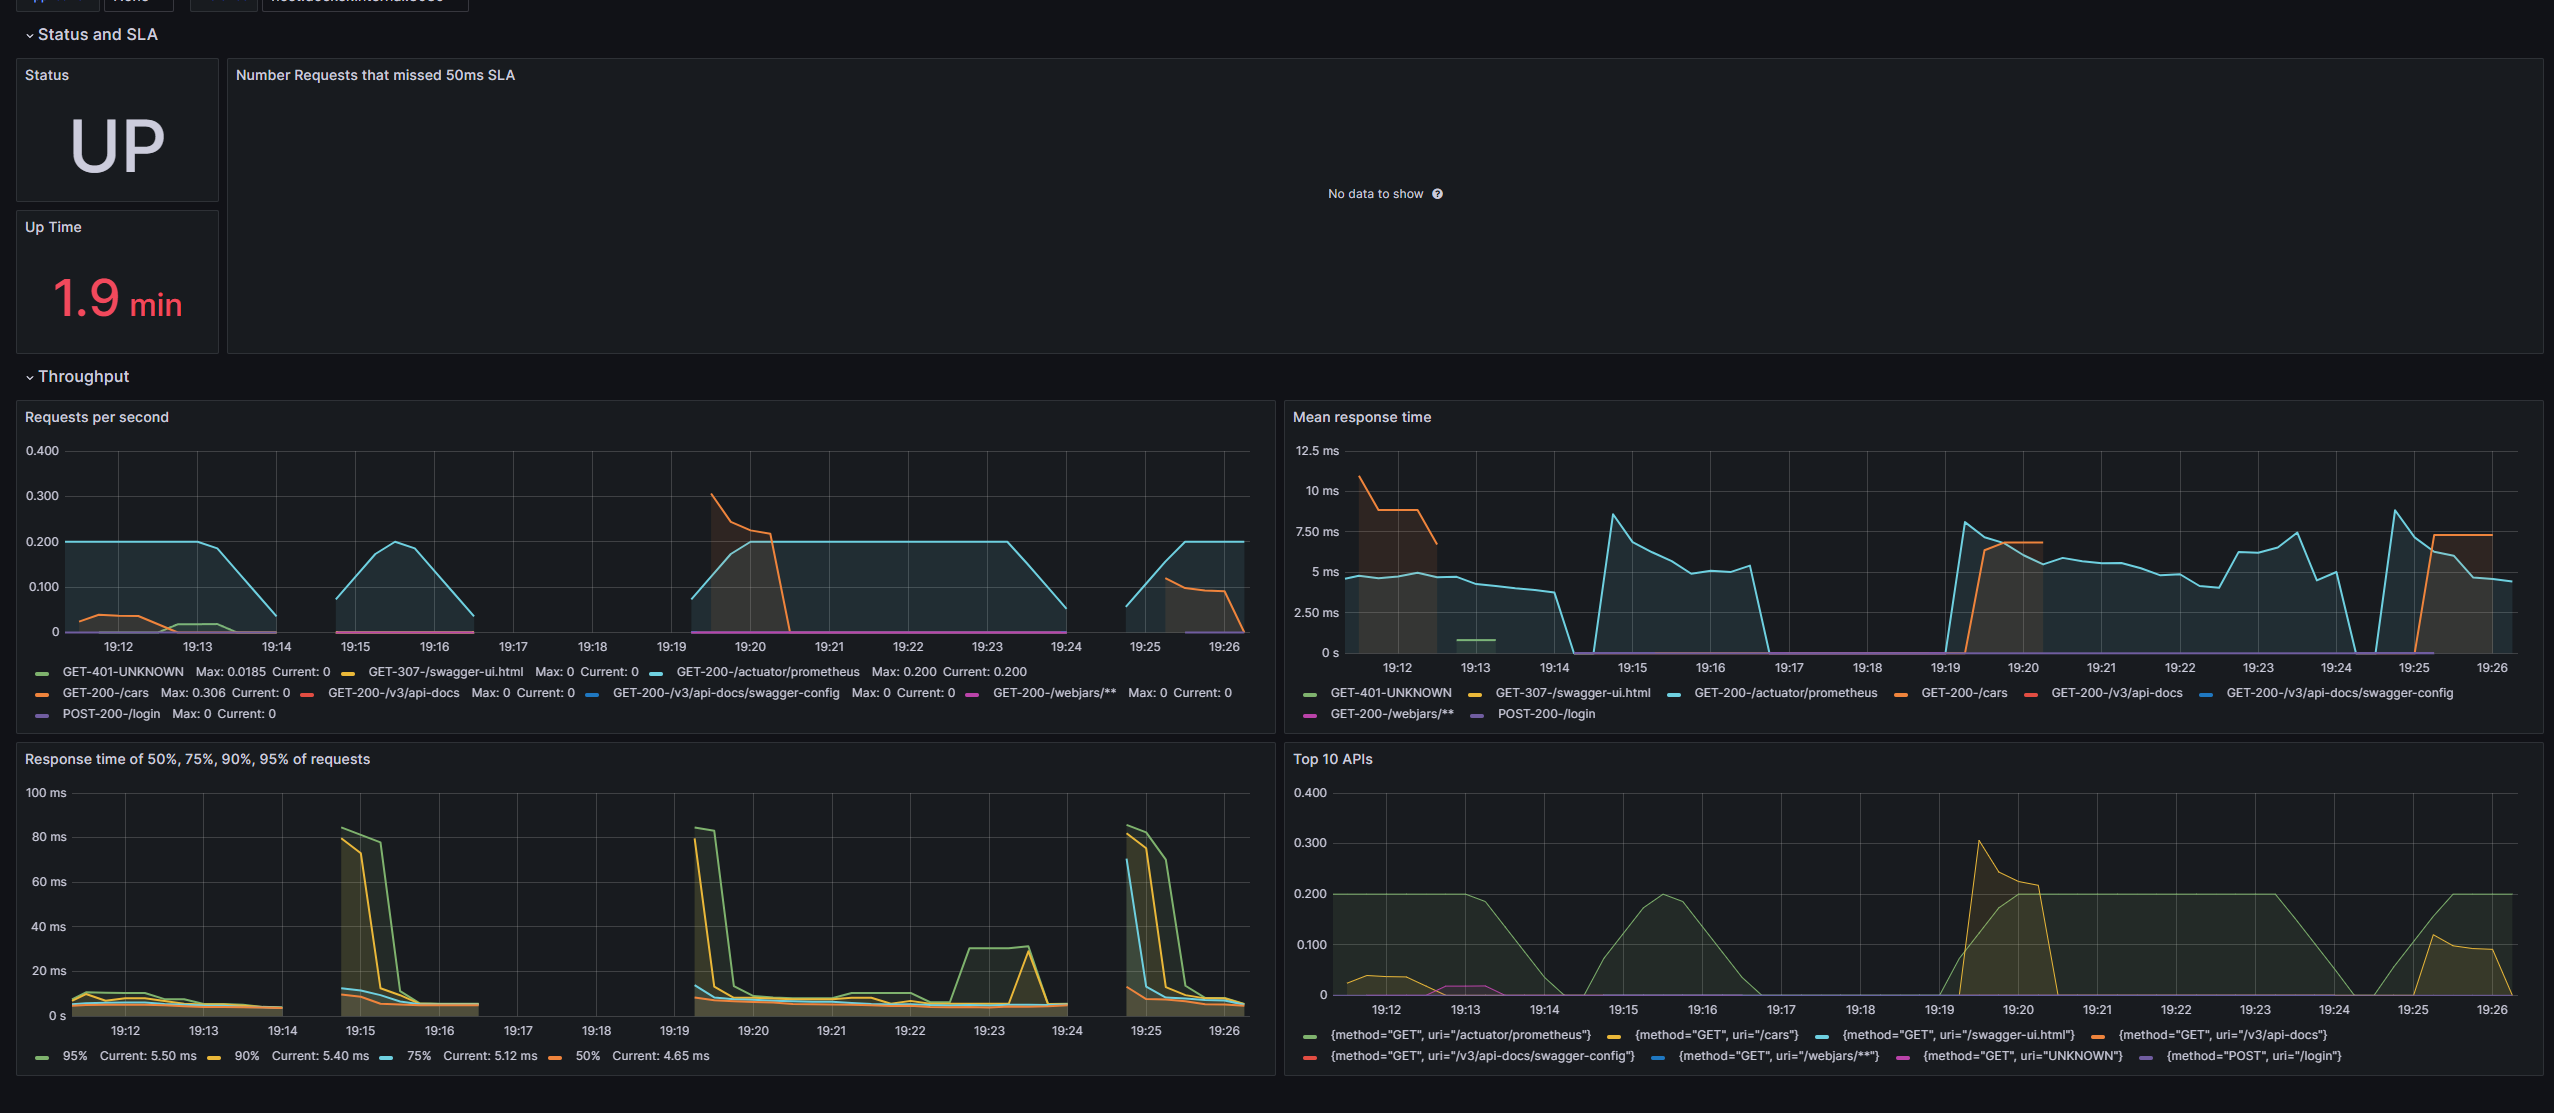 Status and SLA
Status
Number Requests that missed 50ms SLA
UP
No data to show
Up Time
1.9 min
Throughput
Requests per second
0.400
0.300
0.200
0.100
0
19:12 19:13 19:14 19:15 19:16 19:17 19:18 19:19 19:20 19:21 19:22 19:23 19:24 19:25 19:26
GET-401-UNKNOWN Max: 0.0185 Current: 0 GET-307-/swagger-ui.html Max: 0 Current: 0 GET-200-/actuator/prometheus Max: 0.200 Current: 0.200
GET-200-/cars Max: 0.306 Current: 0 GET-200-/v3/api-docs Max: 0 Current: 0 GET-200-/v3/api-docs/swagger-config Max: 0 Current: 0 GET-200-/webjars/** Max: 0 Current: 0
POST-200-/login Max: 0 Current: 0
Mean response time
12.5 ms
10 ms
7.50 ms
5 ms
2.50 ms
0 s
19:12 19:13 19:14 19:15 19:16 19:17 19:18 19:19 19:20 19:21 19:22 19:23 19:24 19:25 19:26
GET-401-UNKNOWN GET-307-/swagger-ui.html GET-200-/actuator/prometheus GET-200-/cars GET-200-/v3/api-docs GET-200-/v3/api-docs/swagger-config
GET-200-/webjars/** POST-200-/login
Response time of 50%, 75%, 90%, 95% of requests
100 ms
80 ms
60 ms
40 ms
20 ms
0 s
19:12 19:13 19:14 19:15 19:16 19:17 19:18 19:19 19:20 19:21 19:22 19:23 19:24 19:25 19:26
95% Current: 5.50 ms 90% Current: 5.40 ms 75% Current: 5.12 ms 50% Current: 4.65 ms
Top 10 APIs
0.400
0.300
0.200
0.100
0
19:12 19:13 19:14 19:15 19:16 19:17 19:18 19:19 19:20 19:21 19:22 19:23 19:24 19:25 19:26
{method="GET", uri="/actuator/prometheus"} {method="GET", uri="/cars"} {method="GET", uri="/swagger-ui.html"} {method="GET", uri="/v3/api-docs"}
{method="GET", uri="/v3/api-docs/swagger-config"} {method="GET", uri="/webjars/**"} {method="GET", uri="UNKNOWN"} {method="POST", uri="/login"}